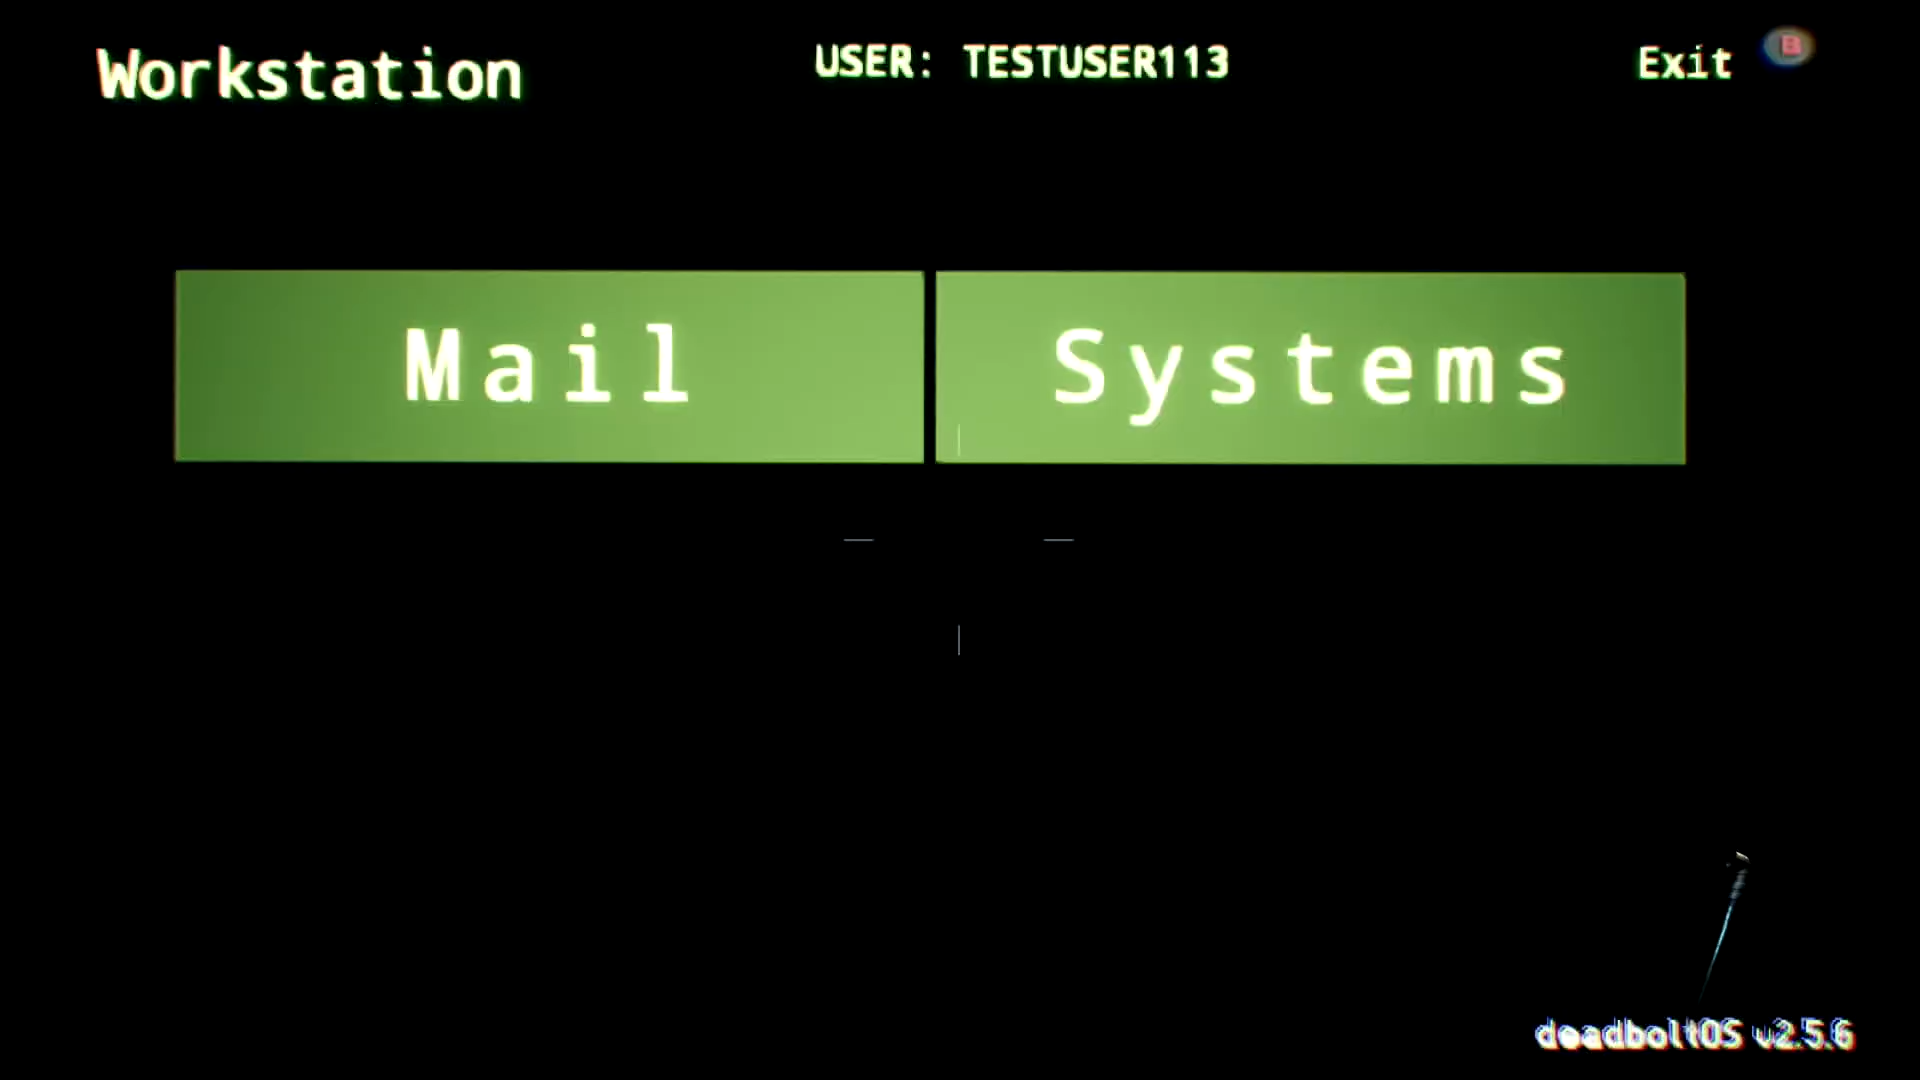 Workstation
USER: TESTUSER113
Exit B
Mail
Systems
deadboltOS v2.5.6